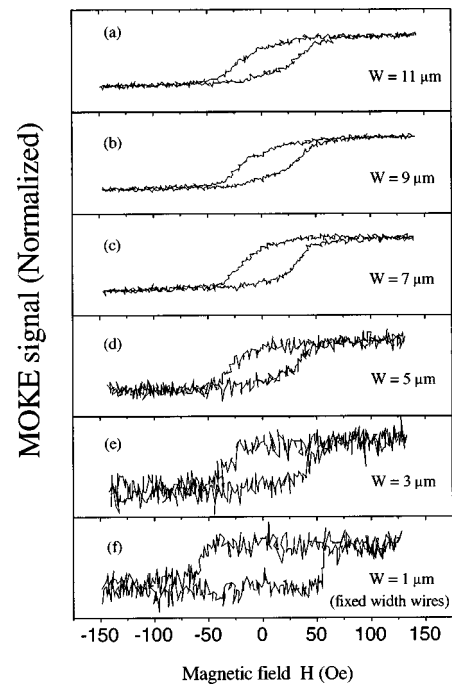 MOKE signal (Normalized)
(a)
W = 11 μm
(b)
W = 9 μm
(c)
W = 7 μm
(d)
W = 5 μm
(e)
W = 3 μm
(f)
W = 1 μm
(fixed width wires)
-150 -100 -50 0 50 100 150
Magnetic field H (Oe)